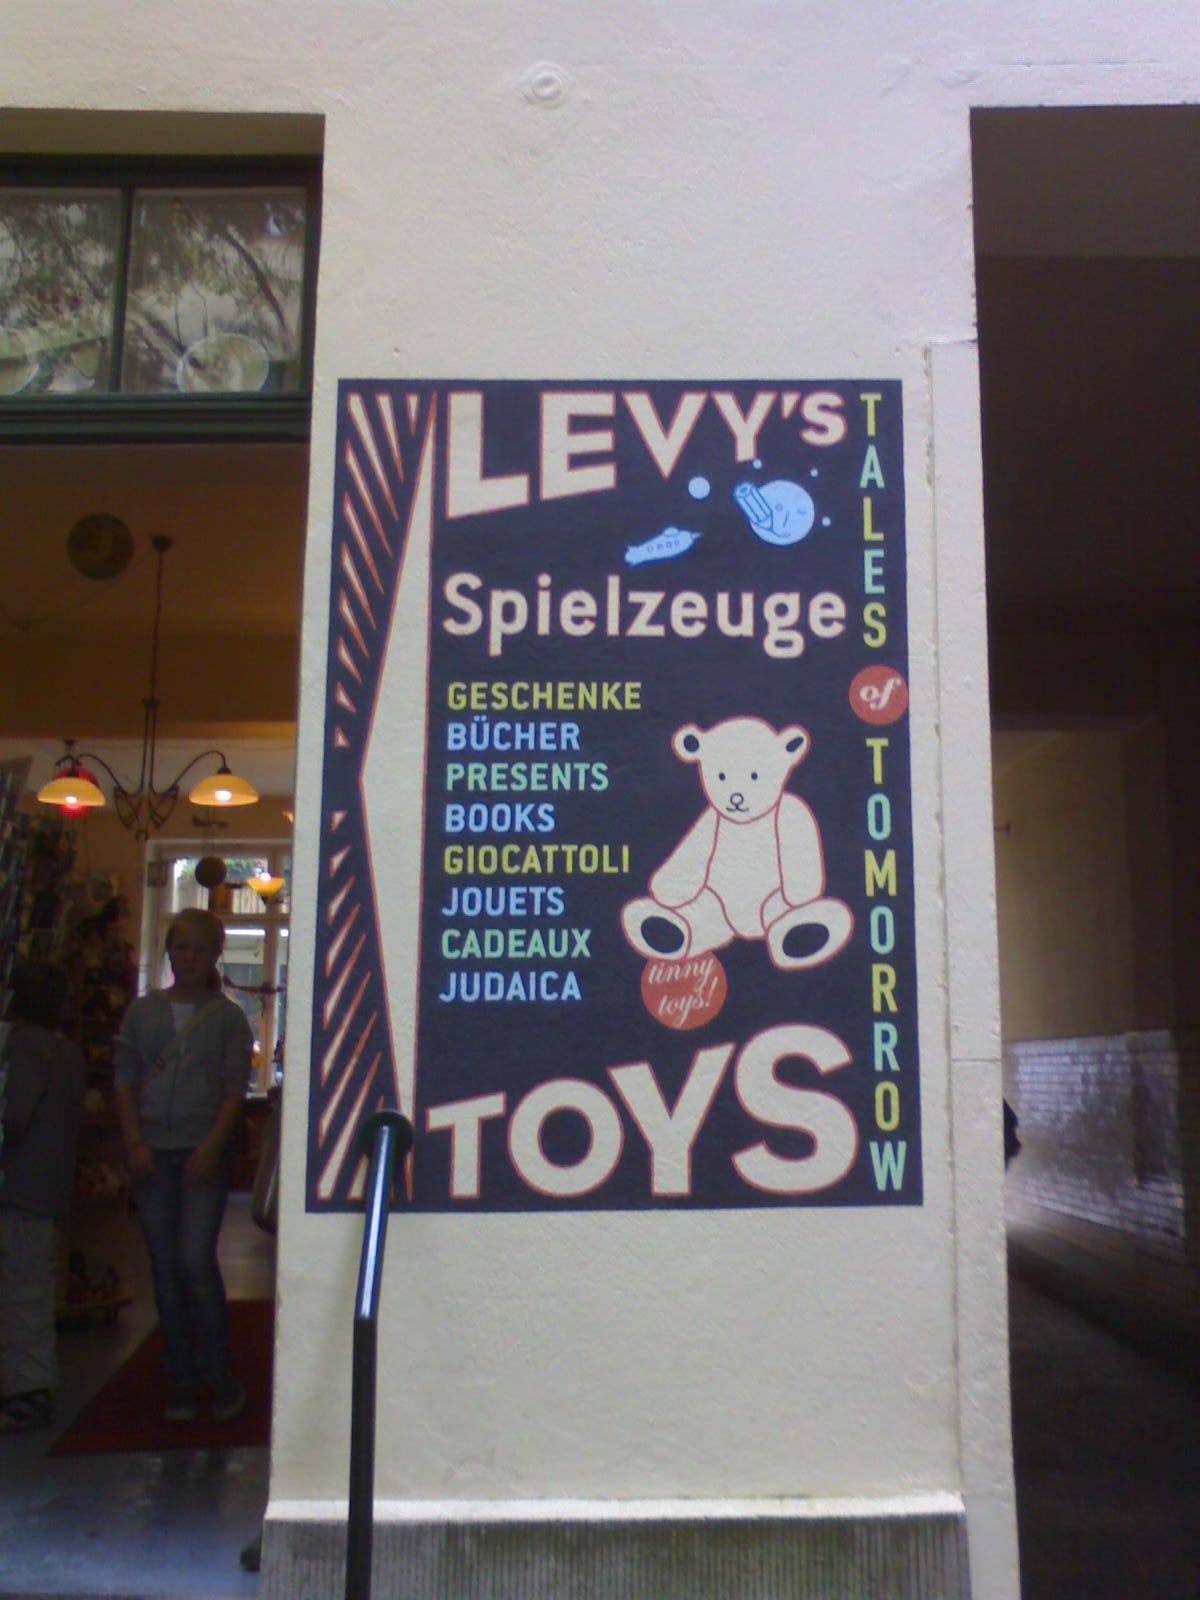 LEVY'S
Spielzeuge
GESCHENKE
BÜCHER
PRESENTS
BOOKS
GIOCATTOLI
JOUETS
CADEAUX
JUDAICA
tinny
toys!
TOYS
TALES of TOMORROW